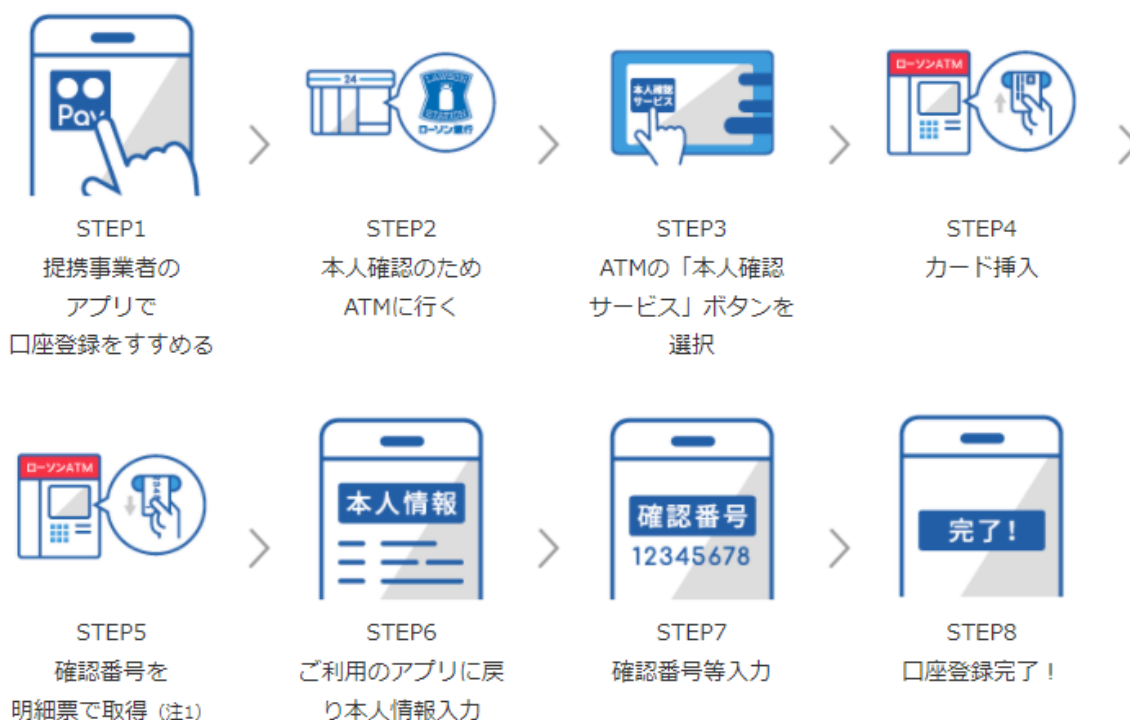 Pay
24
LAWSON
STATION
ローソン銀行
本人確認
サービス
ローソンATM
STEP1
提携事業者の
アプリで
口座登録をすすめる
STEP2
本人確認のため
ATMに行く
STEP3
ATMの「本人確認
サービス」ボタンを
選択
STEP4
カード挿入
ローソンATM
本人情報
確認番号
12345678
完了!
STEP5
確認番号を
明細票で取得（注1）
STEP6
ご利用のアプリに戻
り本人情報入力
STEP7
確認番号等入力
STEP8
口座登録完了！